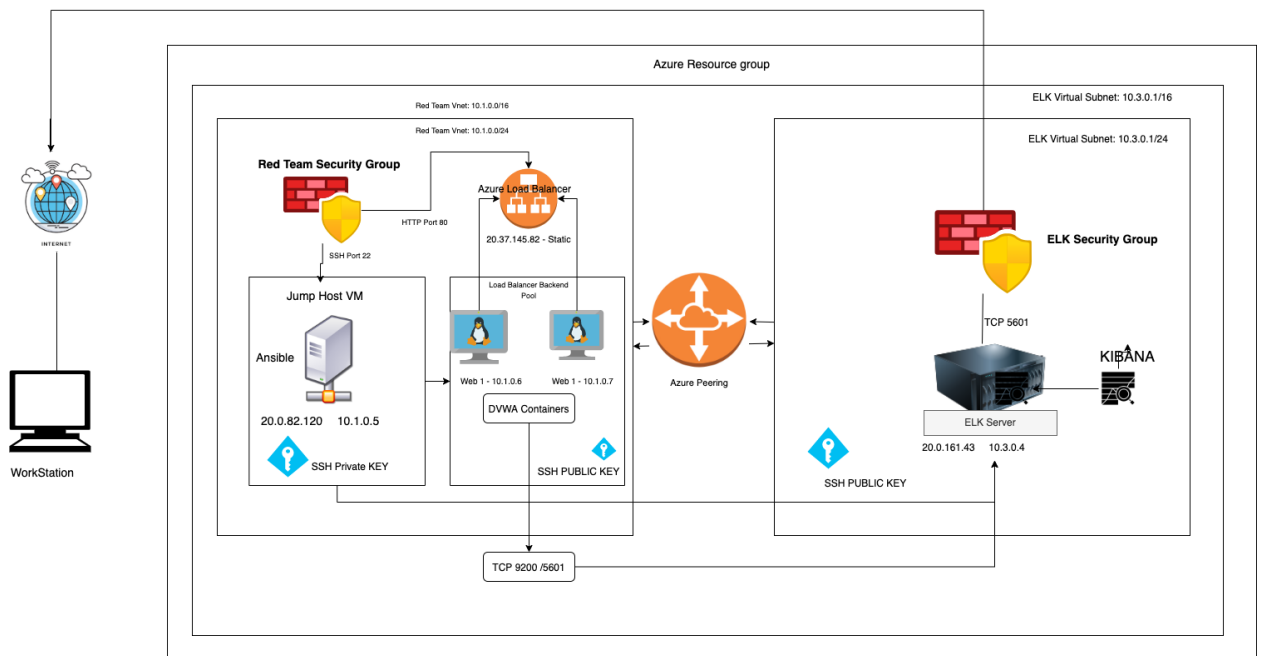 Azure Resource group
ELK Virtual Subnet: 10.3.0.1/16
Red Team Vnet: 10.1.0.0/16
Red Team Vnet: 10.1.0.0/24
ELK Virtual Subnet: 10.3.0.1/24
Red Team Security Group
Azure Load Balancer
HTTP Port 80
20.37.145.82 - Static
SSH Port 22
INTERNET
ELK Security Group
Jump Host VM
Load Balancer Backend
Pool
TCP 5601
Ansible
KIBANA
Web 1 - 10.1.0.6
Web 1 - 10.1.0.7
Azure Peering
DVWA Containers
20.0.82.120
10.1.0.5
ELK Server
20.0.161.43
10.3.0.4
SSH Private KEY
SSH PUBLIC KEY
SSH PUBLIC KEY
WorkStation
TCP 9200 /5601